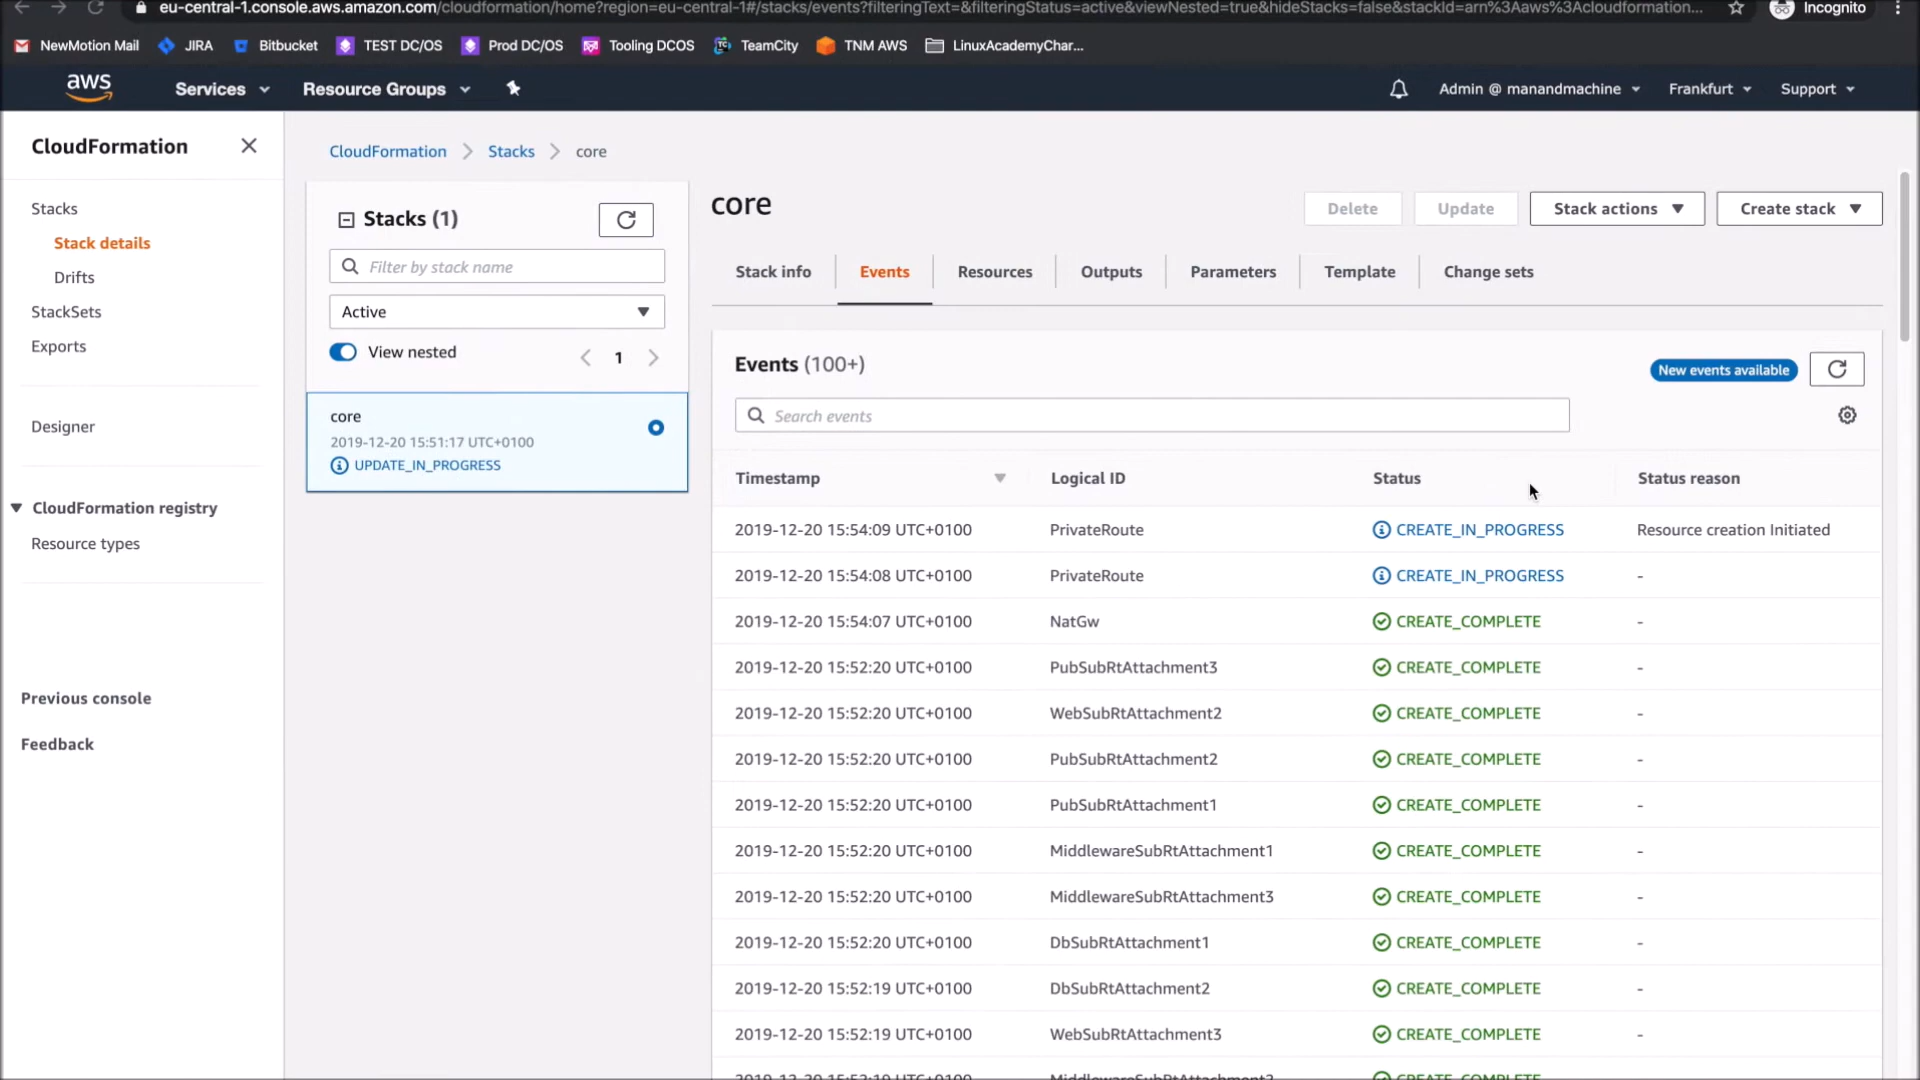 eu-central-1.console.aws.amazon.com/cloudformation/home?region=eu-central-1#/stacks/events?filteringText=&filteringStatus=active&viewNested=true&hideStacks=false&stackId=arn%3Aaws%3Acloudformation... Incognito
NewMotion Mail JIRA Bitbucket TEST DC/OS Prod DC/OS Tooling DCOS TeamCity TNM AWS LinuxAcademyChar...
aws Services Resource Groups Admin @ manandmachine Frankfurt Support
CloudFormation
Stacks
Stack details
Drifts
StackSets
Exports
Designer
CloudFormation registry
Resource types
Previous console
Feedback
CloudFormation Stacks core
Stacks (1)
Filter by stack name
Active
View nested 1
core
2019-12-20 15:51:17 UTC+0100
UPDATE_IN_PROGRESS
core
Delete Update Stack actions Create stack
Stack info Events Resources Outputs Parameters Template Change sets
Events (100+) New events available
Search events
Timestamp Logical ID Status Status reason
2019-12-20 15:54:09 UTC+0100 PrivateRoute CREATE_IN_PROGRESS Resource creation Initiated
2019-12-20 15:54:08 UTC+0100 PrivateRoute CREATE_IN_PROGRESS -
2019-12-20 15:54:07 UTC+0100 NatGw CREATE_COMPLETE -
2019-12-20 15:52:20 UTC+0100 PubSubRtAttachment3 CREATE_COMPLETE -
2019-12-20 15:52:20 UTC+0100 WebSubRtAttachment2 CREATE_COMPLETE -
2019-12-20 15:52:20 UTC+0100 PubSubRtAttachment2 CREATE_COMPLETE -
2019-12-20 15:52:20 UTC+0100 PubSubRtAttachment1 CREATE_COMPLETE -
2019-12-20 15:52:20 UTC+0100 MiddlewareSubRtAttachment1 CREATE_COMPLETE -
2019-12-20 15:52:20 UTC+0100 MiddlewareSubRtAttachment3 CREATE_COMPLETE -
2019-12-20 15:52:20 UTC+0100 DbSubRtAttachment1 CREATE_COMPLETE -
2019-12-20 15:52:19 UTC+0100 DbSubRtAttachment2 CREATE_COMPLETE -
2019-12-20 15:52:19 UTC+0100 WebSubRtAttachment3 CREATE_COMPLETE -
2019-12-20 15:52:19 UTC+0100 MiddlewareSubRtAttachment2 CREATE_COMPLETE